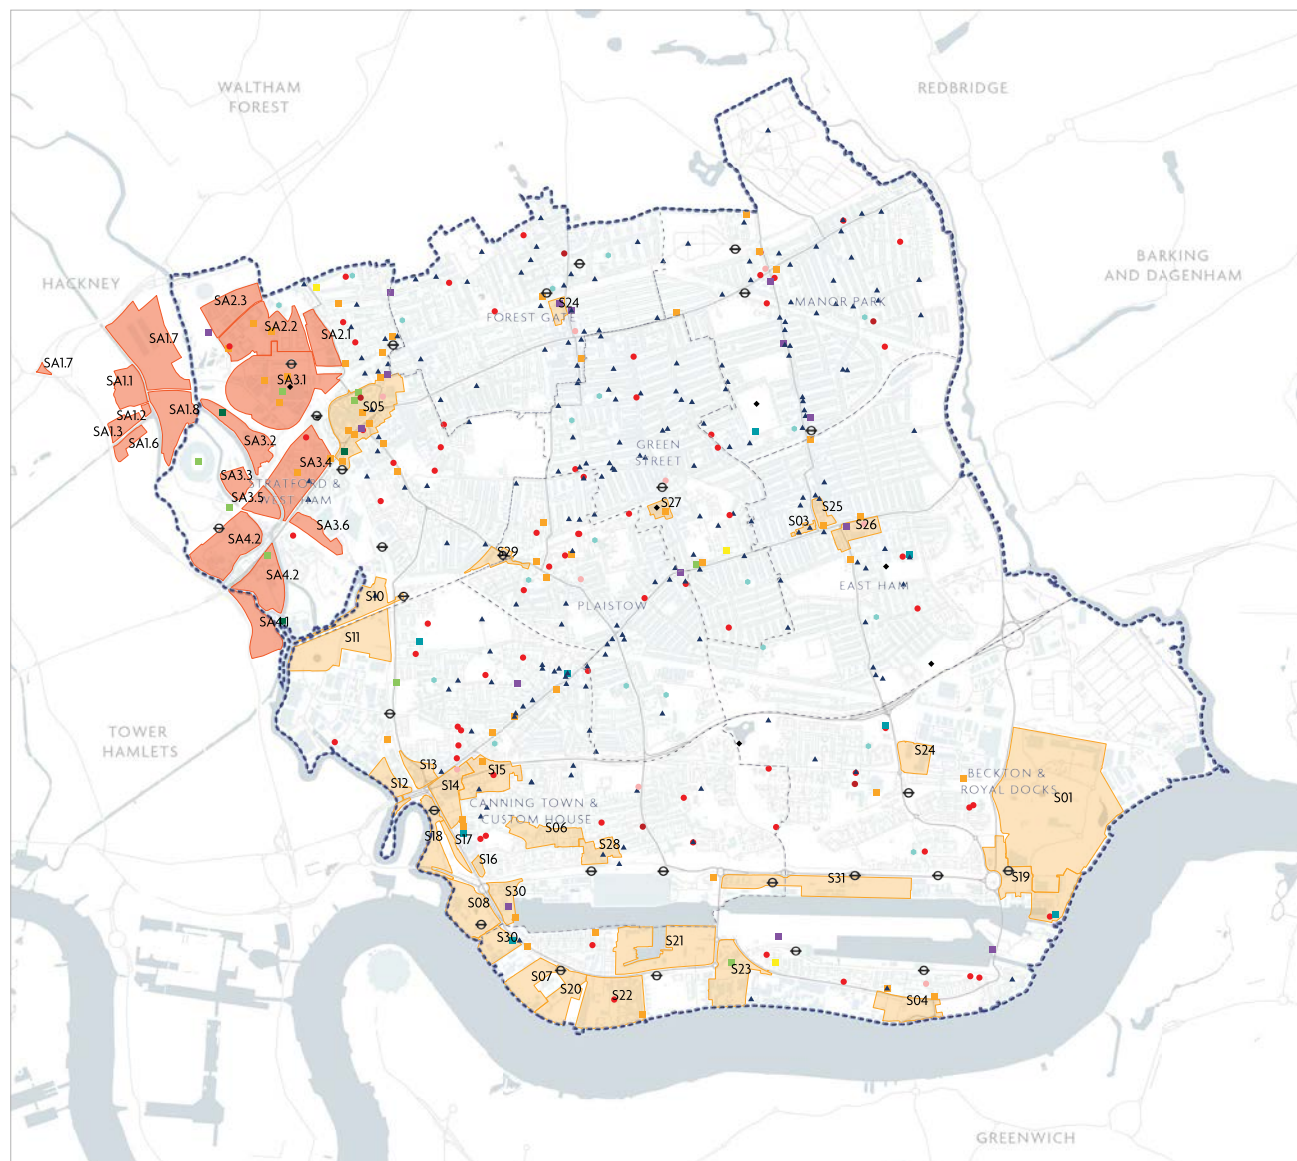 WALTHAM
FOREST
REDBRIDGE
BARKING
AND DAGENHAM
HACKNEY
SA2.3
SA2.2
SA2.1
SA1.7
SA1.7
SA1.1
SA1.2
SA1.3
SA1.6
SA1.8
SA3.1
SA3.2
SA3.3
SA3.4
SA3.5
SA3.6
STRATFORD &
WEST HAM
SA4.2
SA4.2
SA4.1
S05
S24
FOREST GATE
MANOR PARK
GREEN
STREET
S27
S03
S25
S26
EAST HAM
S29
PLAISTOW
S10
S11
TOWER
HAMLETS
S12
S13
S14
S15
CANNING TOWN &
CUSTOM HOUSE
S06
S28
S18
S17
S16
S24
BECKTON &
ROYAL DOCKS
S01
S19
S31
S30
S08
S30
S21
S07
S20
S22
S23
S04
GREENWICH